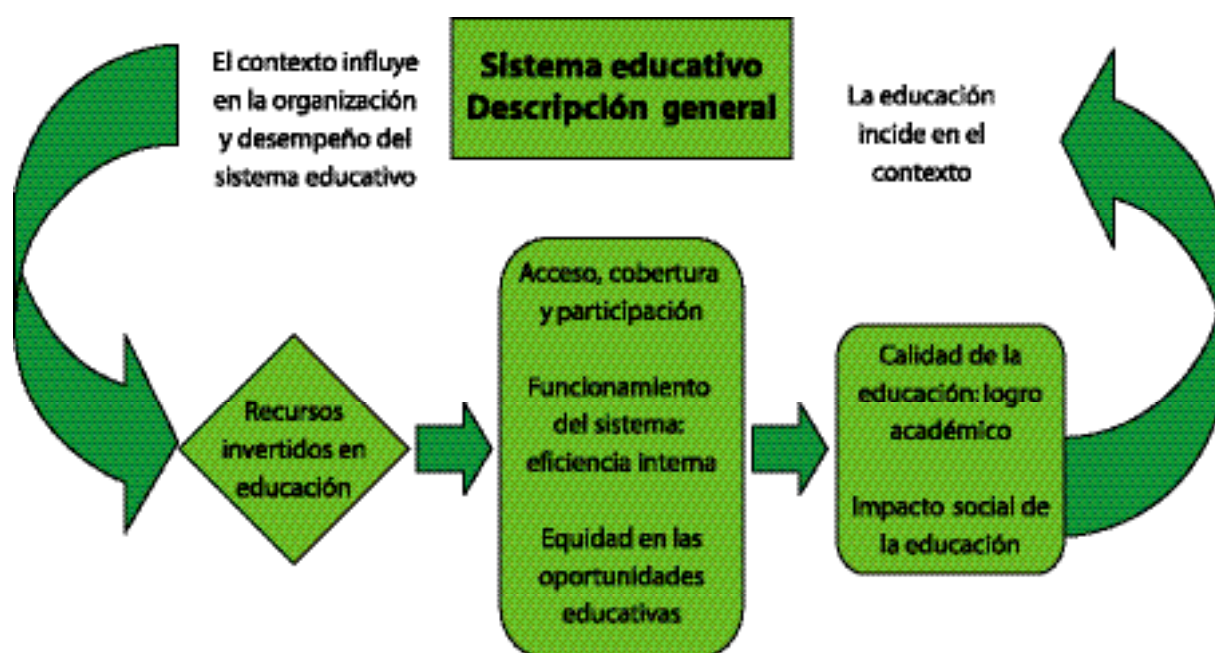 El contexto influye
en la organización
y desempeño del
sistema educativo
Sistema educativo
Descripción general
La educación
incide en el
contexto
Recursos
invertidos en
educación
Acceso, cobertura
y participación
Funcionamiento
del sistema:
eficiencia interna
Equidad en las
oportunidades
educativas
Calidad de la
educación: logro
académico
Impacto social de
la educación